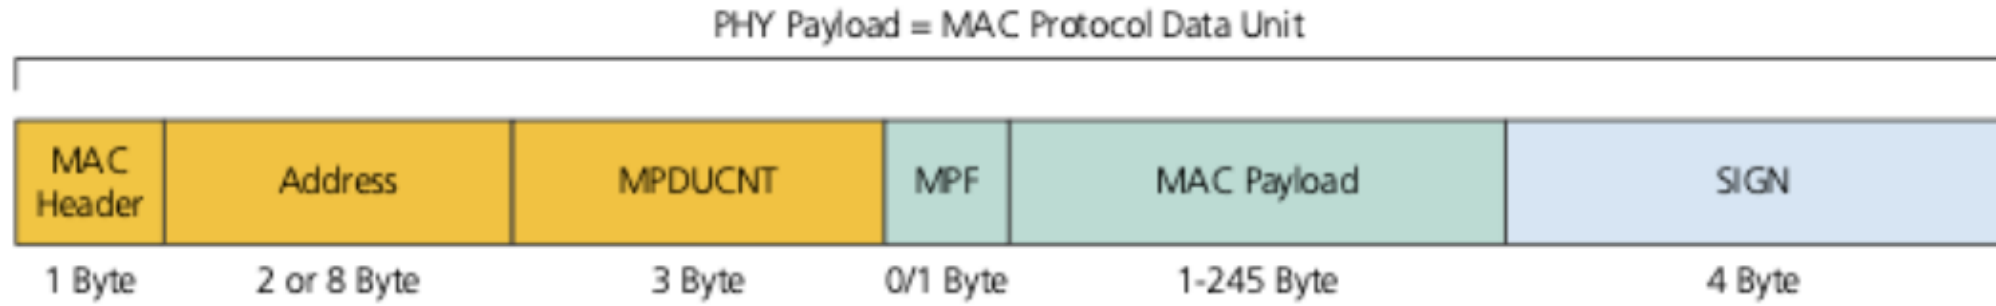 PHY Payload = MAC Protocol Data Unit
MAC
Header
Address
MPDUCNT
MPF
MAC Payload
SIGN
1 Byte
2 or 8 Byte
3 Byte
0/1 Byte
1-245 Byte
4 Byte